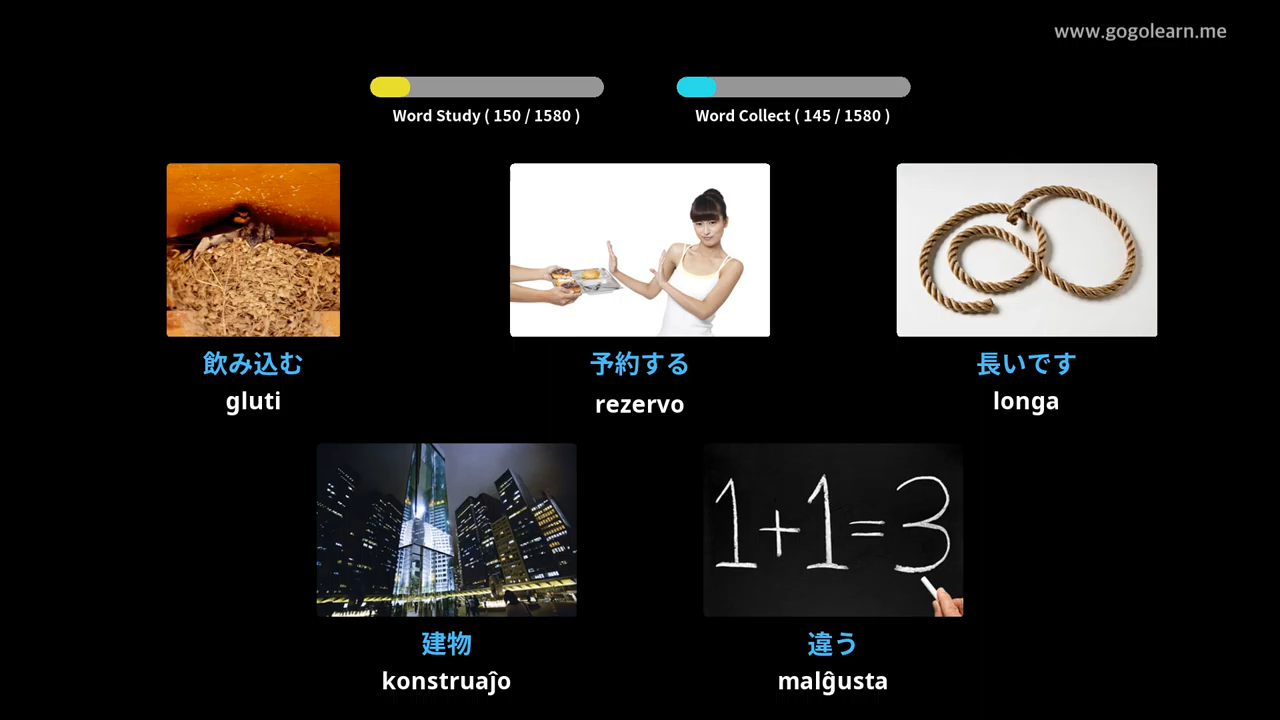 www.gogolearn.me
Word Study ( 150 / 1580 )
Word Collect ( 145 / 1580 )
飲み込む
gluti
予約する
rezervo
長いです
longa
1+1=3
建物
konstruaĵo
違う
malĝusta